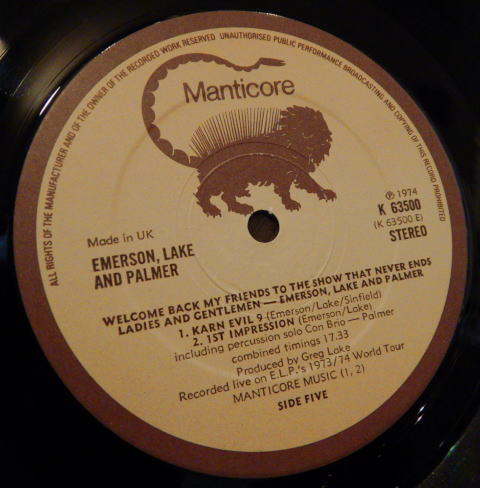 ALL RIGHTS OF THE MANUFACTURER AND OF THE OWNER OF THE RECORDED WORK RESERVED UNAUTHORISED PUBLIC PERFORMANCE BROADCASTING AND COPYING OF THIS RECORD PROHIBITED
Manticore
℗ 1974
K 63500
(K 63500 E)
STEREO
Made in UK
EMERSON, LAKE
AND PALMER
WELCOME BACK MY FRIENDS TO THE SHOW THAT NEVER ENDS
LADIES AND GENTLEMEN — EMERSON, LAKE AND PALMER
1. KARN EVIL 9 (Emerson/Lake/Sinfield)
2. 1ST IMPRESSION (Emerson/Lake)
including percussion solo Con Brio — Palmer
combined timings 17.33
Produced by Greg Lake
Recorded live on E.L.P.'s 1973/74 World Tour
MANTICORE MUSIC (1, 2)
SIDE FIVE